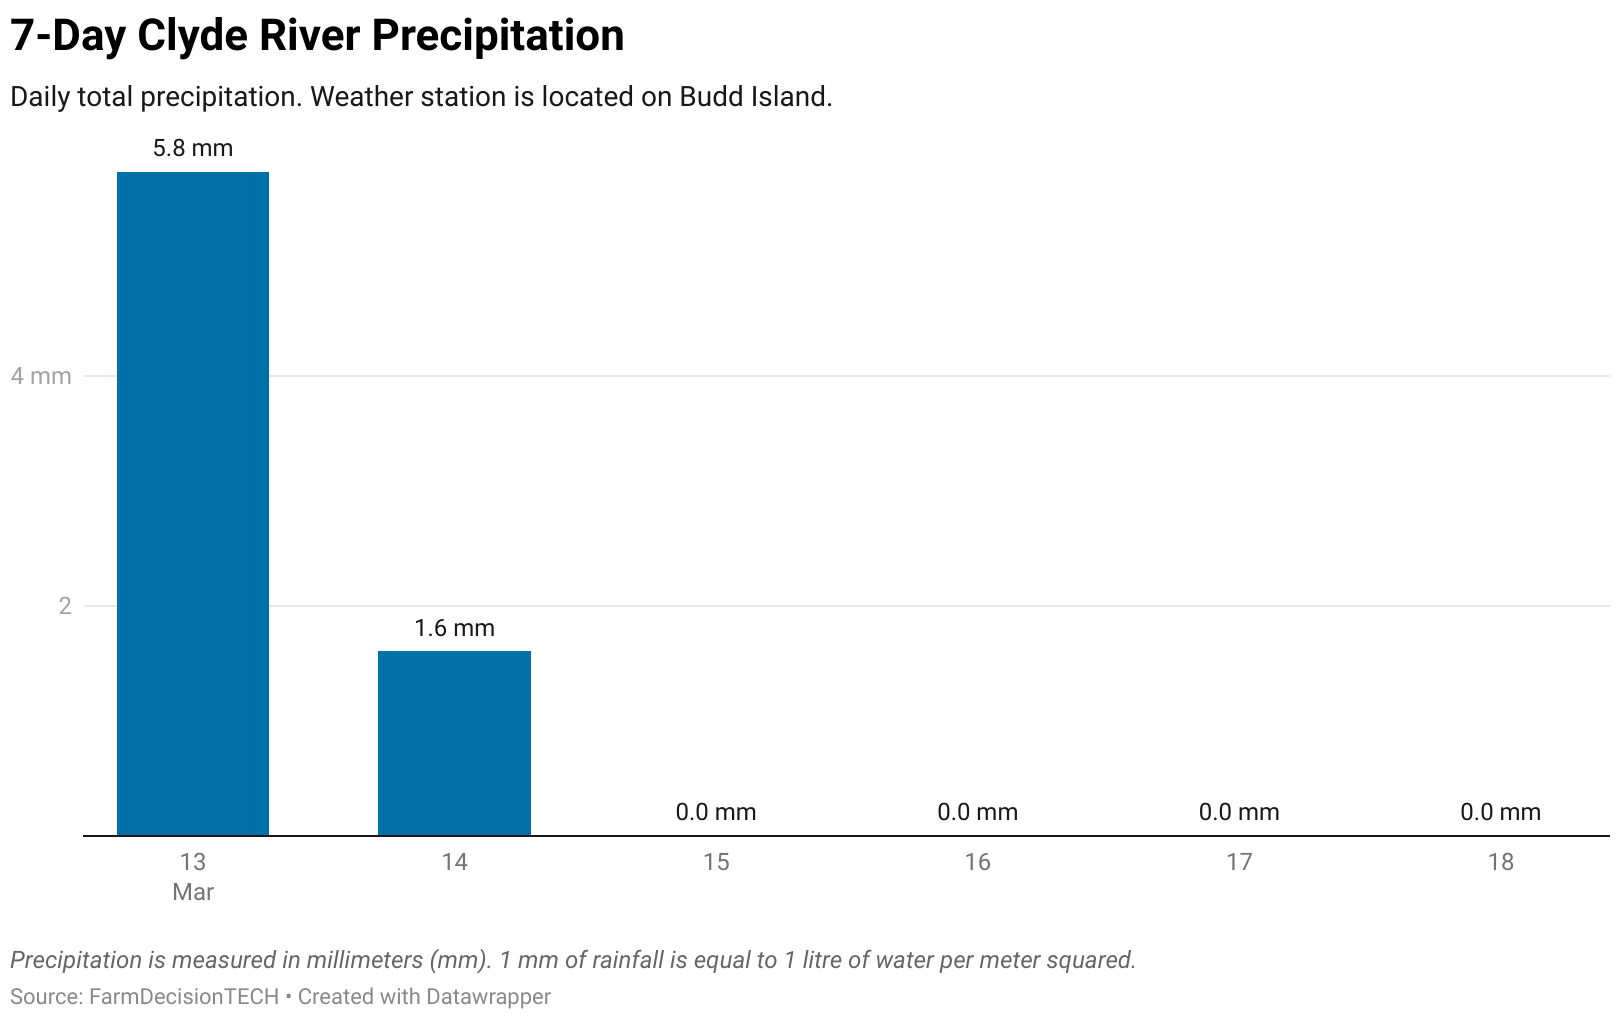 7-Day Clyde River Precipitation
Daily total precipitation. Weather station is located on Budd Island.
5.8 mm
4 mm
2
1.6 mm
0.0 mm 0.0 mm 0.0 mm 0.0 mm
13 14 15 16 17 18
Mar
Precipitation is measured in millimeters (mm). 1 mm of rainfall is equal to 1 litre of water per meter squared.
Source: FarmDecisionTECH • Created with Datawrapper